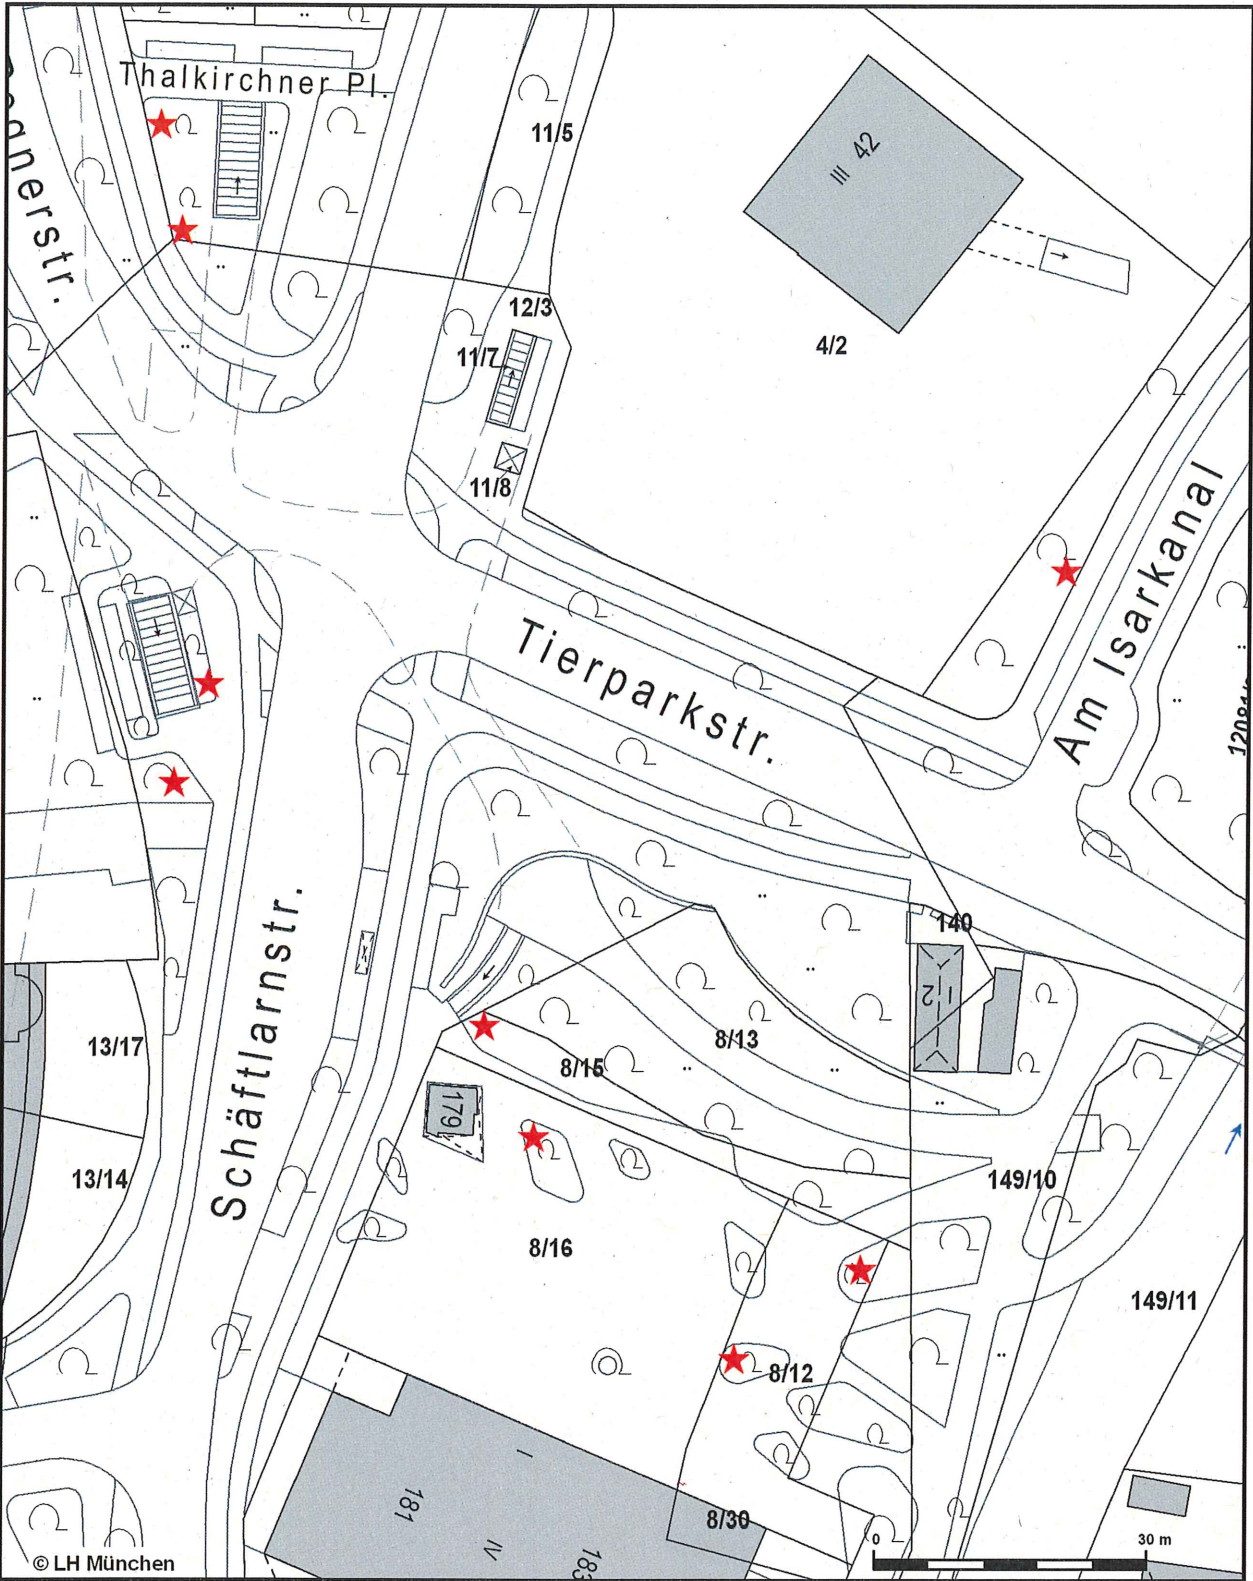 Thalkirchner Pl.
11/5
III 42
12/3
11/7
4/2
11/8
Tierparkstr.
Am Isarkanal
140
I 2
Schäftlarnstr.
13/17
8/13
8/15
179
13/14
149/10
8/16
149/11
8/12
I
181
IV
183
8/30
0
30 m
© LH München